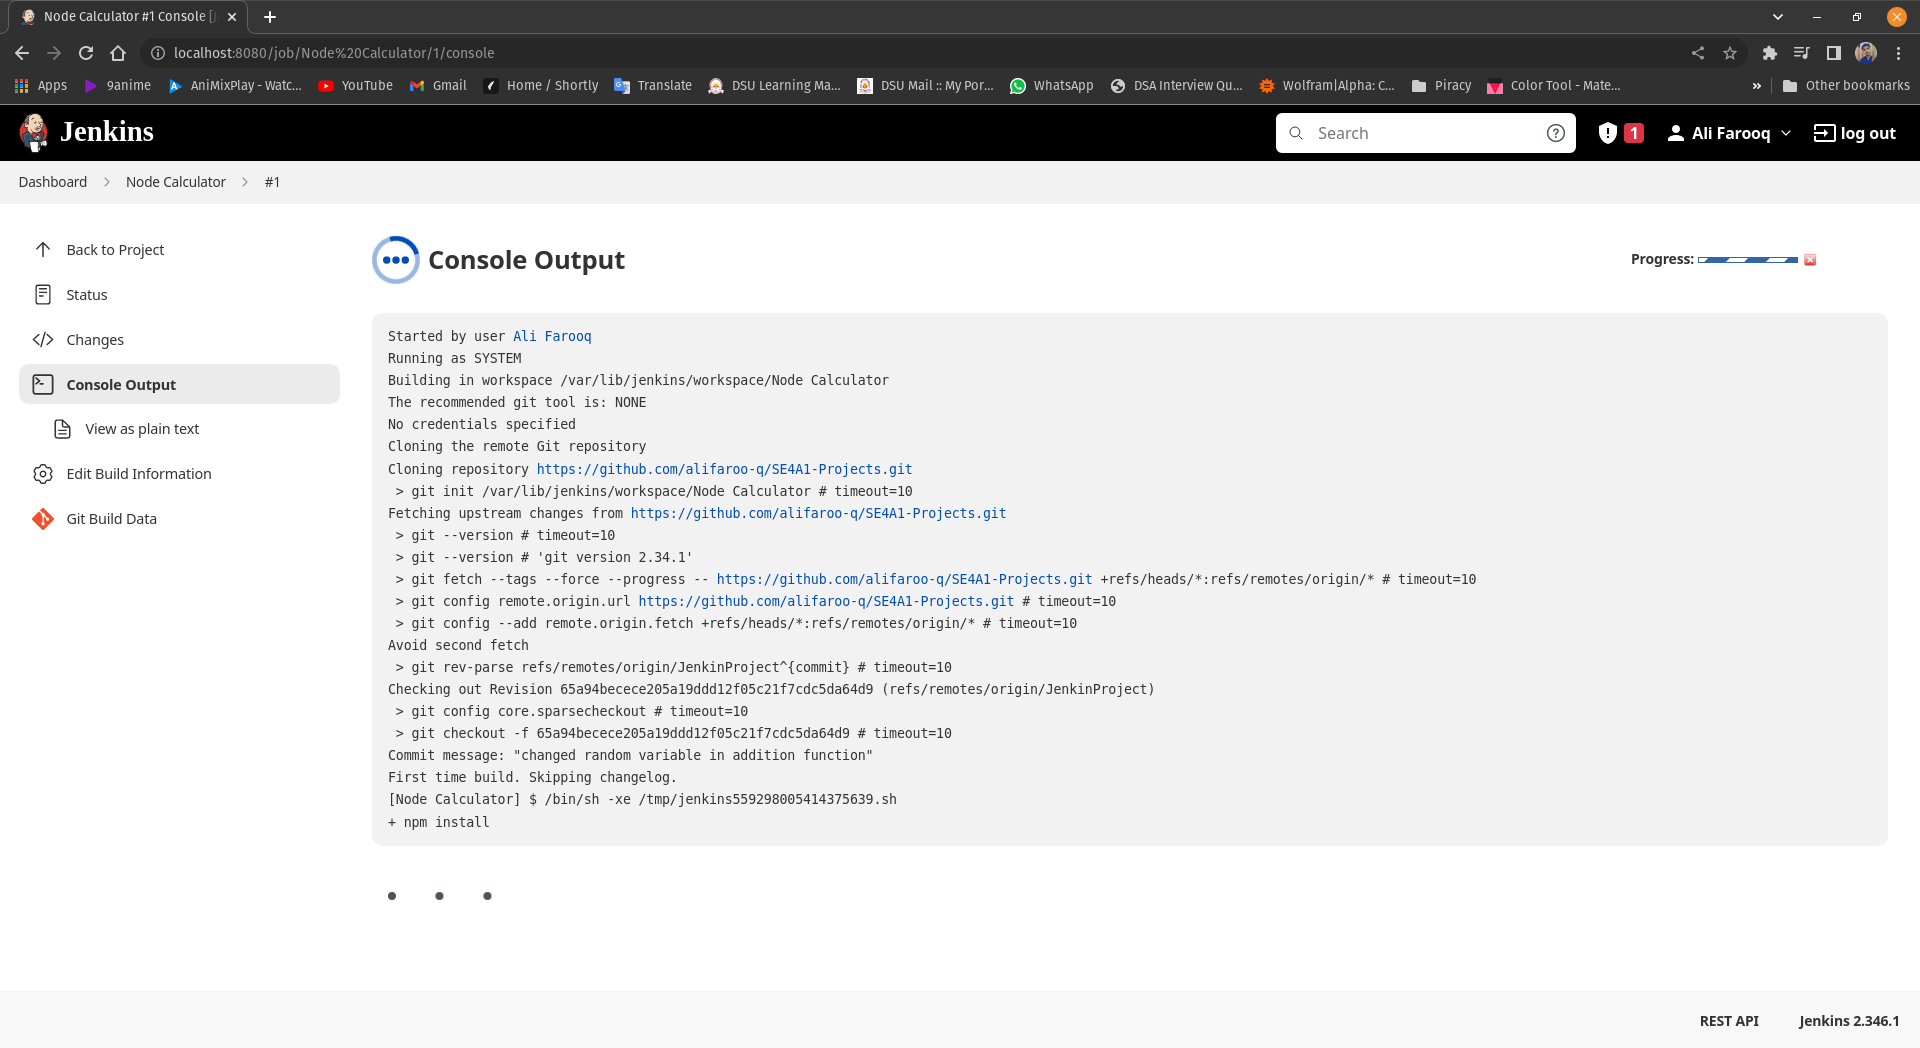 Node Calculator #1 Console [
localhost:8080/job/Node%20Calculator/1/console
Apps
9anime
AniMixPlay - Watc...
YouTube
Gmail
Home / Shortly
Translate
DSU Learning Ma...
DSU Mail :: My Por...
WhatsApp
DSA Interview Qu...
Wolfram|Alpha: C...
Piracy
Color Tool - Mate...
»
Other bookmarks
Jenkins
Search
1
Ali Farooq
log out
Dashboard
Node Calculator
#1
Back to Project
Status
Changes
Console Output
View as plain text
Edit Build Information
Git Build Data
Console Output
Progress:
Started by user Ali Farooq
Running as SYSTEM
Building in workspace /var/lib/jenkins/workspace/Node Calculator
The recommended git tool is: NONE
No credentials specified
Cloning the remote Git repository
Cloning repository https://github.com/alifaroo-q/SE4A1-Projects.git
> git init /var/lib/jenkins/workspace/Node Calculator # timeout=10
Fetching upstream changes from https://github.com/alifaroo-q/SE4A1-Projects.git
> git --version # timeout=10
> git --version # 'git version 2.34.1'
> git fetch --tags --force --progress -- https://github.com/alifaroo-q/SE4A1-Projects.git +refs/heads/*:refs/remotes/origin/* # timeout=10
> git config remote.origin.url https://github.com/alifaroo-q/SE4A1-Projects.git # timeout=10
> git config --add remote.origin.fetch +refs/heads/*:refs/remotes/origin/* # timeout=10
Avoid second fetch
> git rev-parse refs/remotes/origin/JenkinProject^{commit} # timeout=10
Checking out Revision 65a94becece205a19ddd12f05c21f7cdc5da64d9 (refs/remotes/origin/JenkinProject)
> git config core.sparsecheckout # timeout=10
> git checkout -f 65a94becece205a19ddd12f05c21f7cdc5da64d9 # timeout=10
Commit message: "changed random variable in addition function"
First time build. Skipping changelog.
[Node Calculator] $ /bin/sh -xe /tmp/jenkins559298005414375639.sh
+ npm install
REST API
Jenkins 2.346.1